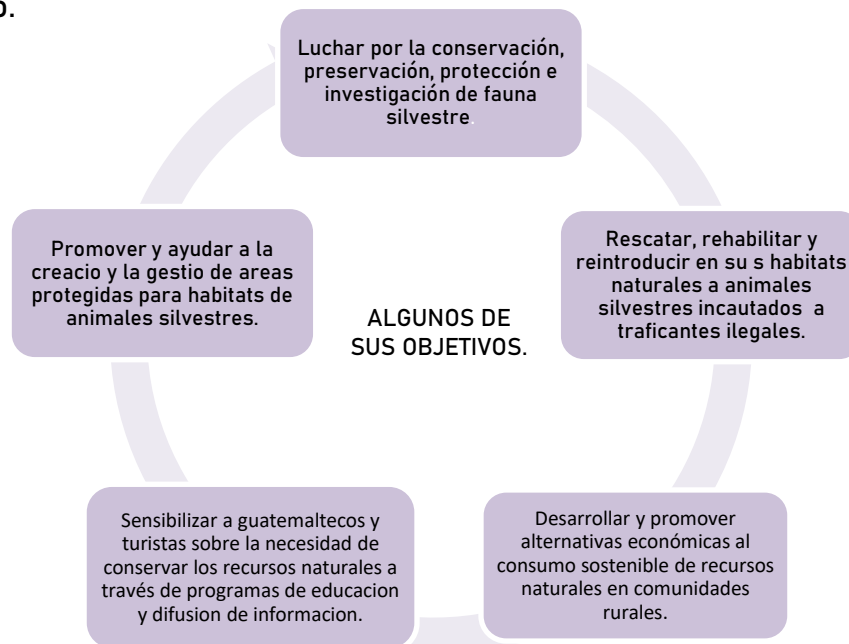 o.
Luchar por la conservación,
preservación, protección e
investigación de fauna
silvestre.
Rescatar, rehabilitar y
reintroducir en su s habitats
naturales a animales
silvestres incautados a
traficantes ilegales.
Desarrollar y promover
alternativas económicas al
consumo sostenible de recursos
naturales en comunidades
rurales.
Sensibilizar a guatemaltecos y
turistas sobre la necesidad de
conservar los recursos naturales a
través de programas de educacion
y difusion de informacion.
Promover y ayudar a la
creacio y la gestio de areas
protegidas para habitats de
animales silvestres.
ALGUNOS DE
SUS OBJETIVOS.